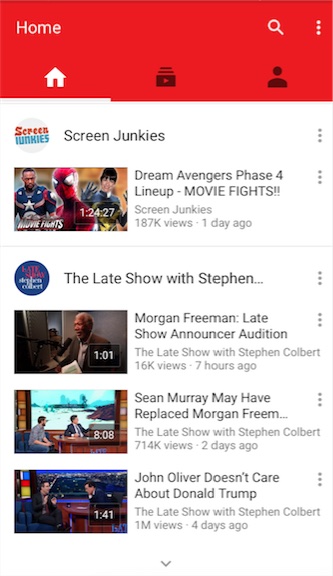 Home
Screen Junkies
Screen Junkies
Dream Avengers Phase 4
Lineup - MOVIE FIGHTS!!
MOVIE FIGHTS
1:24:27
Screen Junkies
187K views · 1 day ago
LATE SHOW stephen colbert
The Late Show with Stephen...
Morgan Freeman: Late
Show Announcer Audition
1:01
The Late Show with Stephen Colbert
16K views · 7 hours ago
Sean Murray May Have
Replaced Morgan Freem...
8:08
The Late Show with Stephen Colbert
714K views · 2 days ago
John Oliver Doesn't Care
About Donald Trump
1:41
The Late Show with Stephen Colbert
1M views · 4 days ago